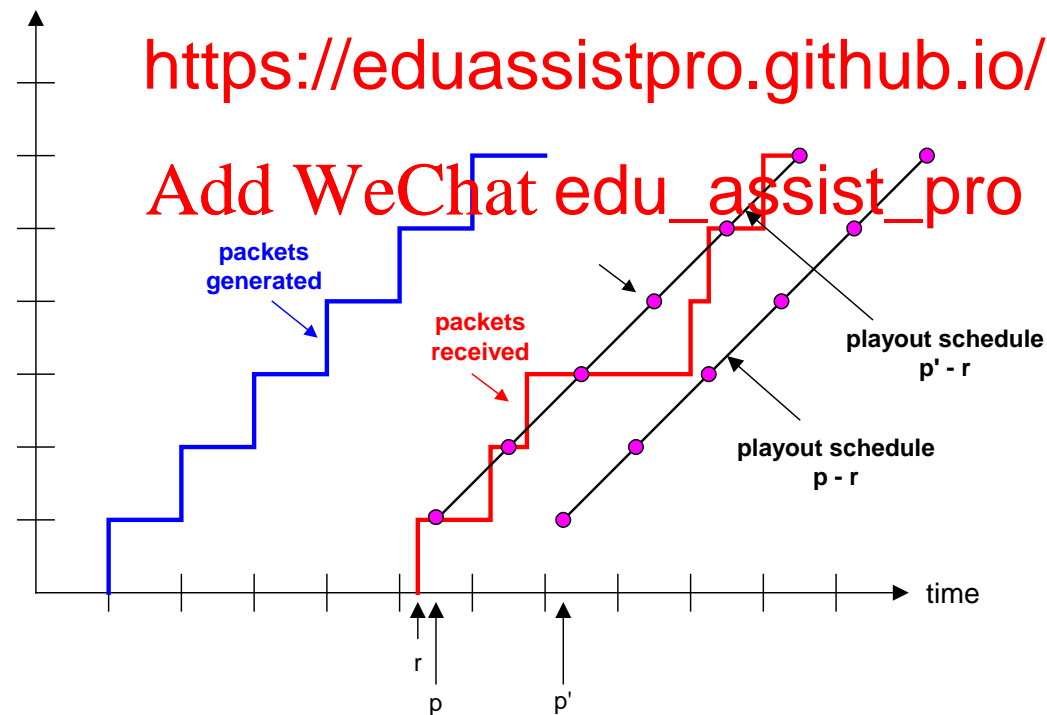 https://eduassistpro.github.io/
Add WeChat edu_assist_pro
packets
generated
packets
received
playout schedule
p' - r
playout schedule
p - r
time
r
p
p'